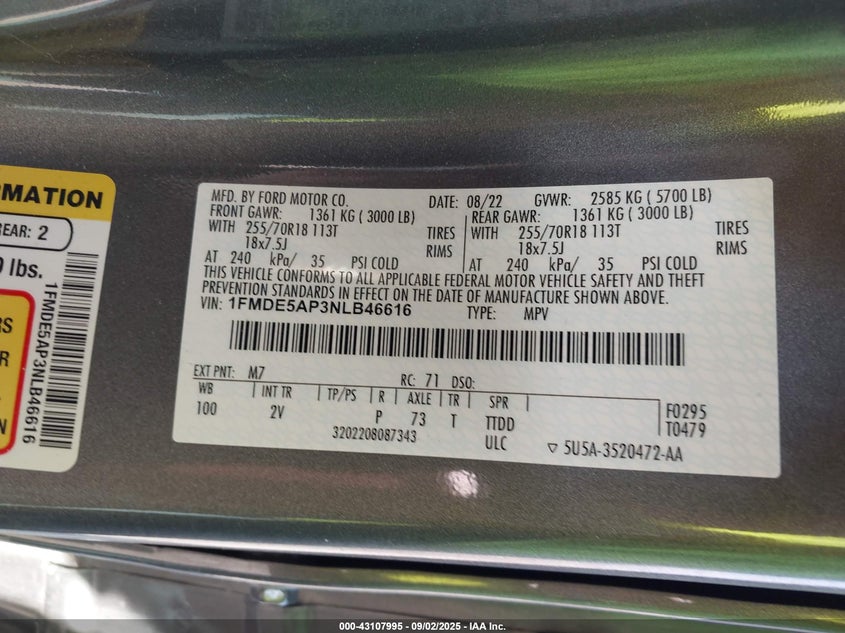 RMATION
REAR: 2
lbs.
RS
R
N
1FMDE5AP3NLB46616
MFD. BY FORD MOTOR CO. DATE: 08/22 GVWR: 2585 KG ( 5700 LB)
FRONT GAWR: 1361 KG ( 3000 LB) REAR GAWR: 1361 KG ( 3000 LB)
WITH 255/70R18 113T TIRES WITH 255/70R18 113T TIRES
18x7.5J RIMS 18x7.5J RIMS
AT 240 kPa/ 35 PSI COLD AT 240 kPa/ 35 PSI COLD
THIS VEHICLE CONFORMS TO ALL APPLICABLE FEDERAL MOTOR VEHICLE SAFETY AND THEFT
PREVENTION STANDARDS IN EFFECT ON THE DATE OF MANUFACTURE SHOWN ABOVE.
VIN: 1FMDE5AP3NLB46616 TYPE: MPV
EXT PNT: M7 RC: 71 DSO:
WB INT TR TP/PS R AXLE TR SPR
100 2V P 73 T TTDD
F0295
T0479
3202208087343 ULC
5U5A-3520472-AA
000-43107995 - 09/02/2025 - IAA Inc.